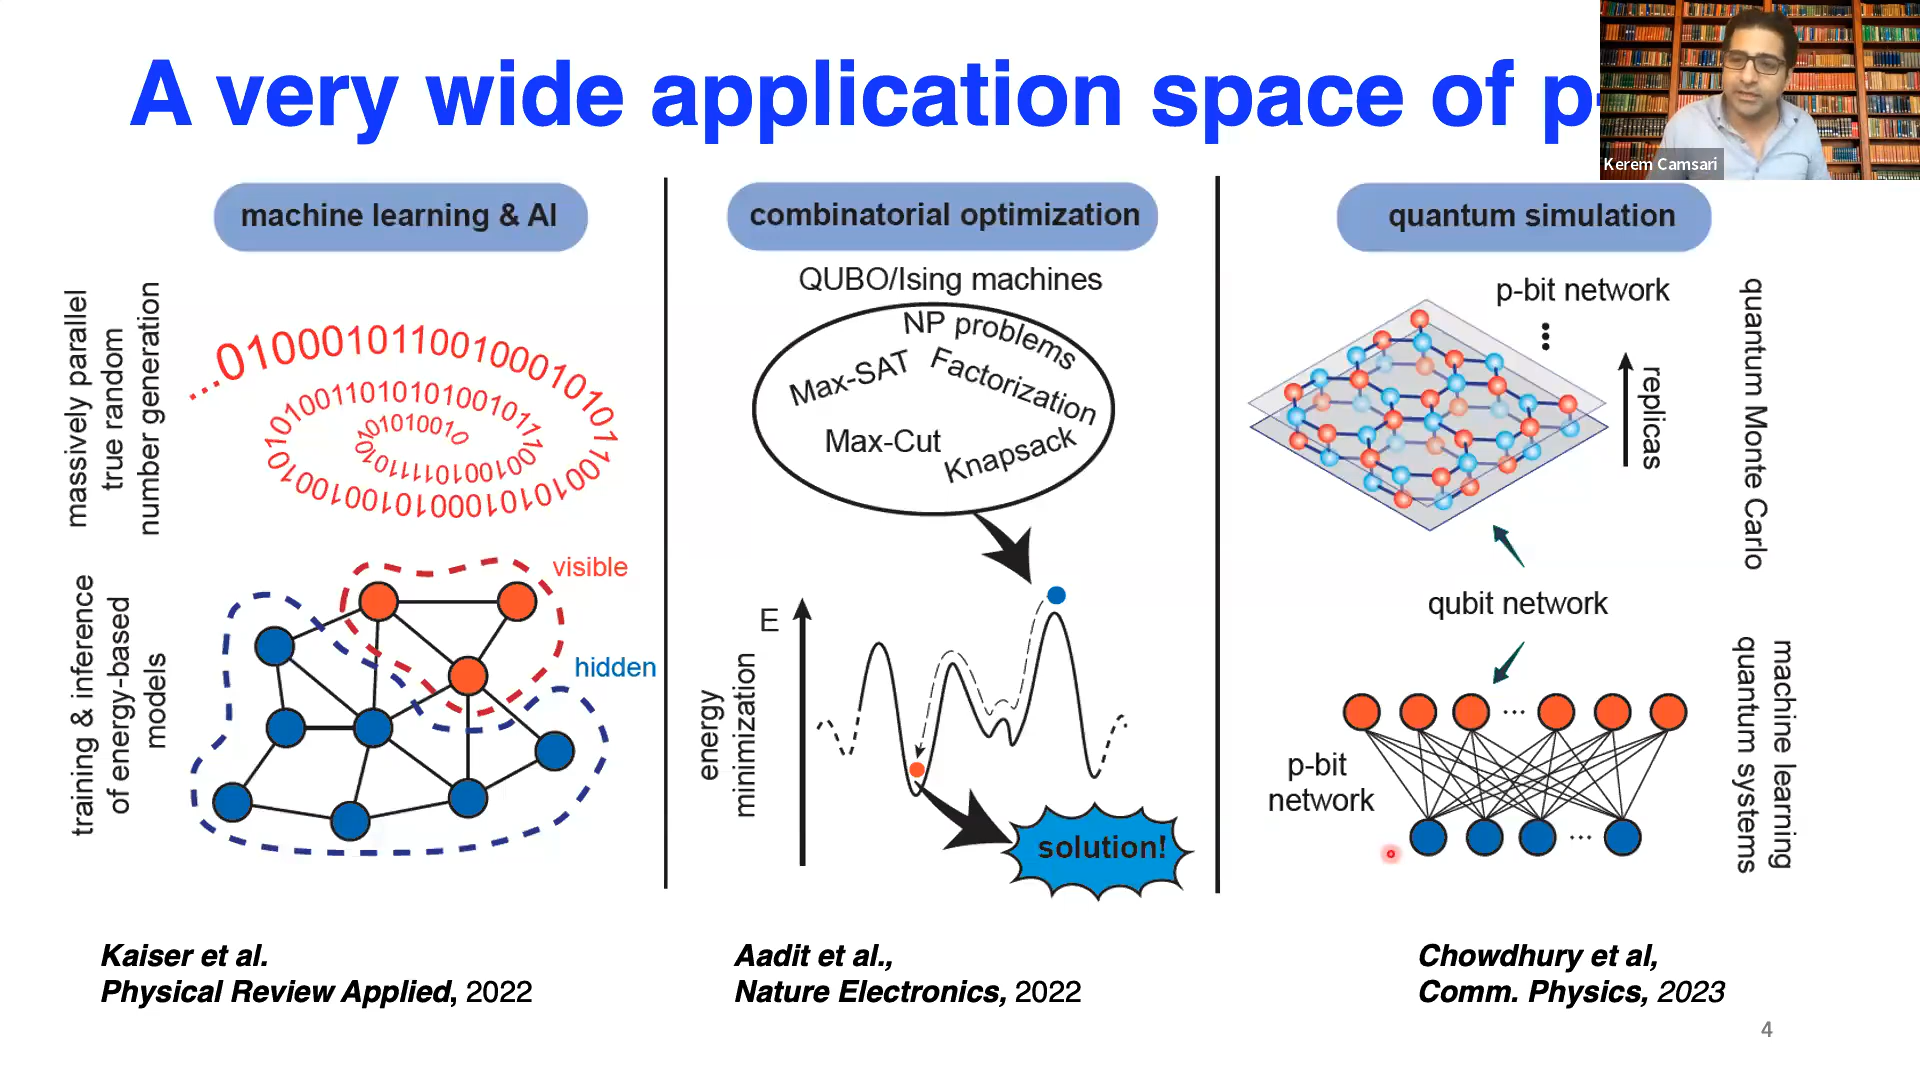 A very wide application space of p-
Kerem Camsari
machine learning & AI
massively parallel
true random
number generation
...0100010110010001010
visible
hidden
training & inference
of energy-based
models
Kaiser et al.
Physical Review Applied, 2022
combinatorial optimization
QUBO/Ising machines
NP problems
Max-SAT
Factorization
Max-Cut
Knapsack
E
energy
minimization
solution!
Aadit et al.,
Nature Electronics, 2022
quantum simulation
p-bit network
replicas
quantum Monte Carlo
qubit network
p-bit
network
machine learning
quantum systems
Chowdhury et al,
Comm. Physics, 2023
4